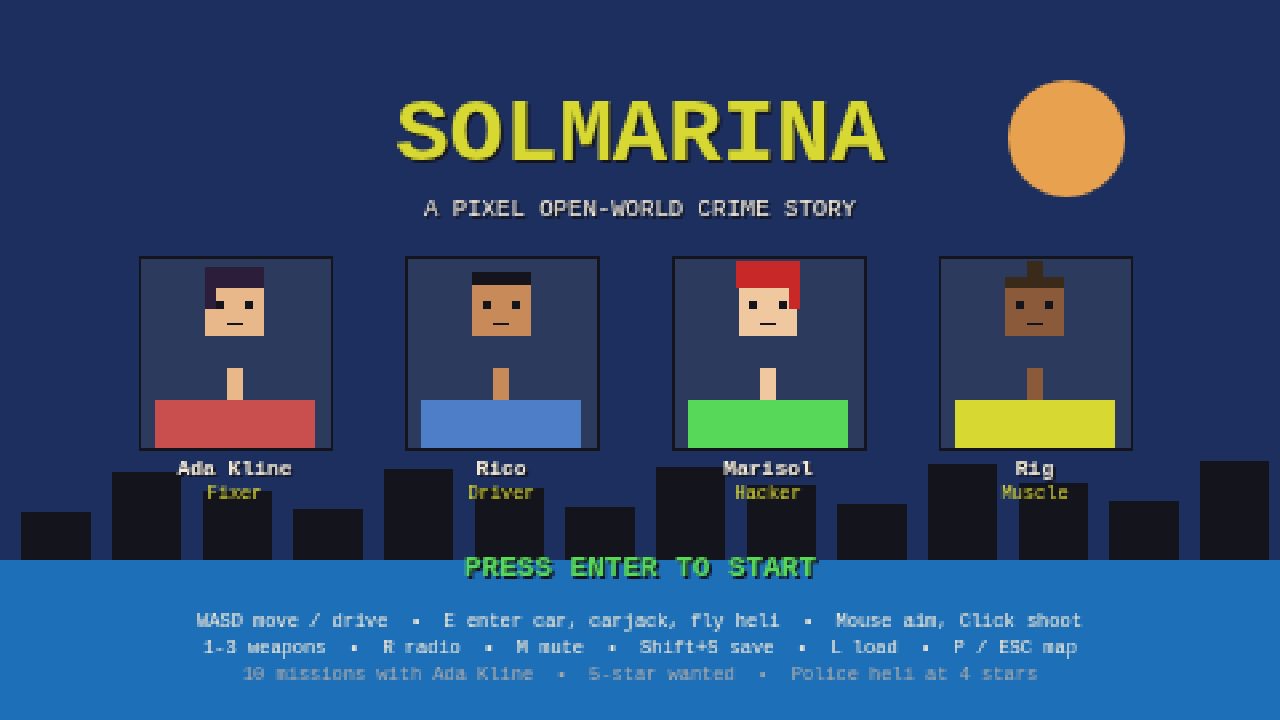 SOLMARINA
A PIXEL OPEN-WORLD CRIME STORY
Ada Kline
Rico
Marisol
Rig
Fixer
Driver
Hacker
Muscle
PRESS ENTER TO START
WASD move / drive • E enter car, carjack, fly heli • Mouse aim, Click shoot
1-3 weapons • R radio • M mute • Shift+S save • L load • P / ESC map
10 missions with Ada Kline • 5-star wanted • Police heli at 4 stars